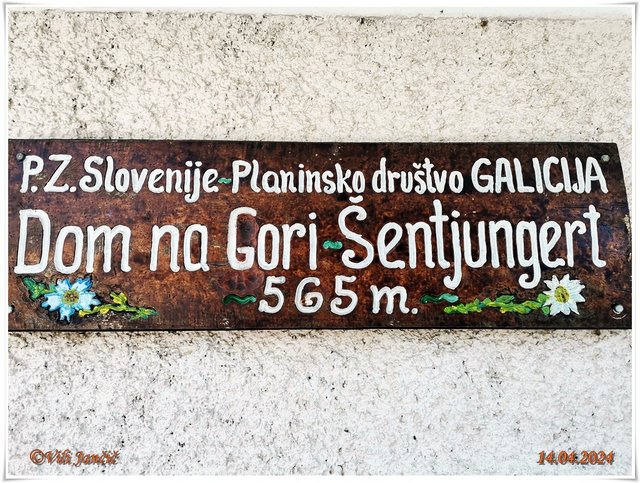 P.Z. Slovenije-Planinsko društvo GALICIJA
Dom na Gori-Šentjungert
565 m.
©Vili Jančič
14.04.2024